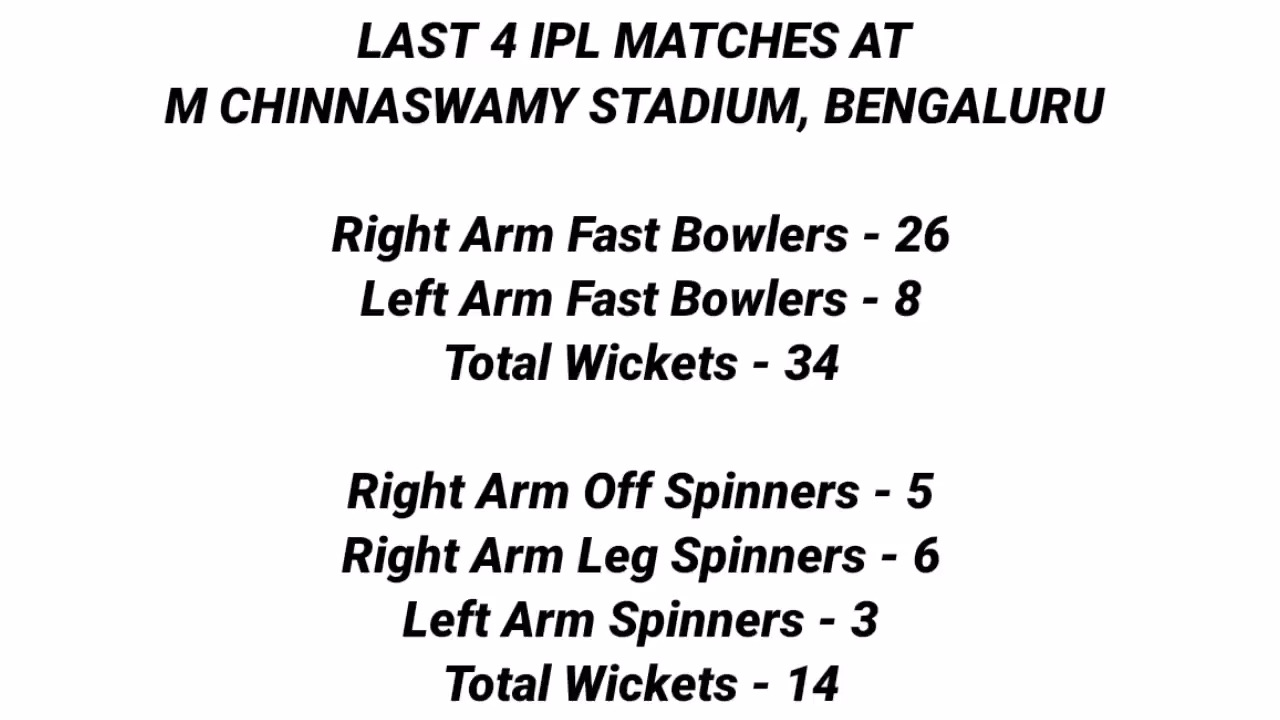 LAST 4 IPL MATCHES AT
M CHINNASWAMY STADIUM, BENGALURU
Right Arm Fast Bowlers - 26
Left Arm Fast Bowlers - 8
Total Wickets - 34
Right Arm Off Spinners - 5
Right Arm Leg Spinners - 6
Left Arm Spinners - 3
Total Wickets - 14